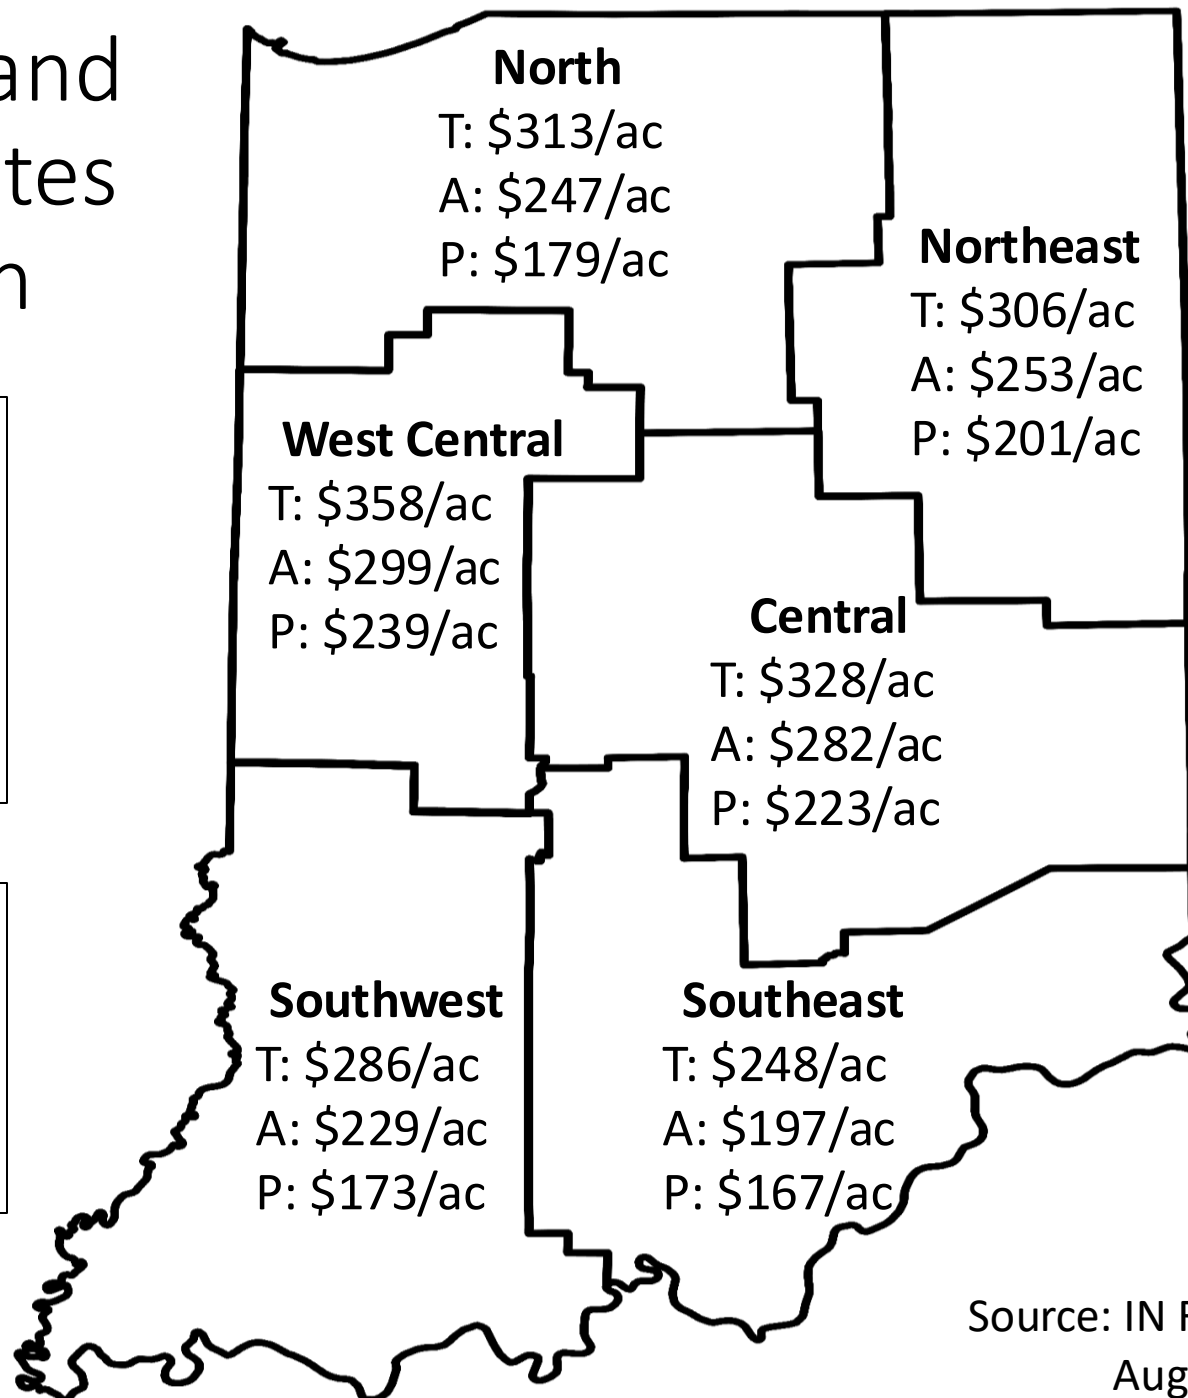 and
tes
n
North
T: $313/ac
A: $247/ac
P: $179/ac
Northeast
T: $306/ac
A: $253/ac
P: $201/ac
West Central
T: $358/ac
A: $299/ac
P: $239/ac
Central
T: $328/ac
A: $282/ac
P: $223/ac
Southwest
T: $286/ac
A: $229/ac
P: $173/ac
Southeast
T: $248/ac
A: $197/ac
P: $167/ac
Source: IN F
Aug